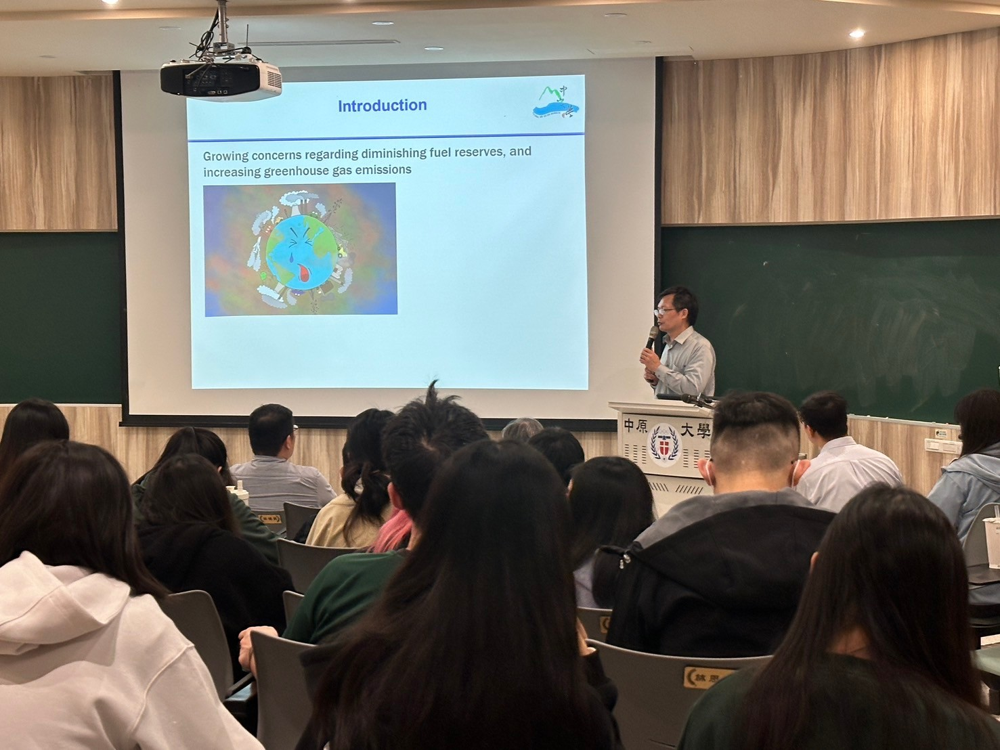 Introduction
Growing concerns regarding diminishing fuel reserves, and
increasing greenhouse gas emissions
中原 大學